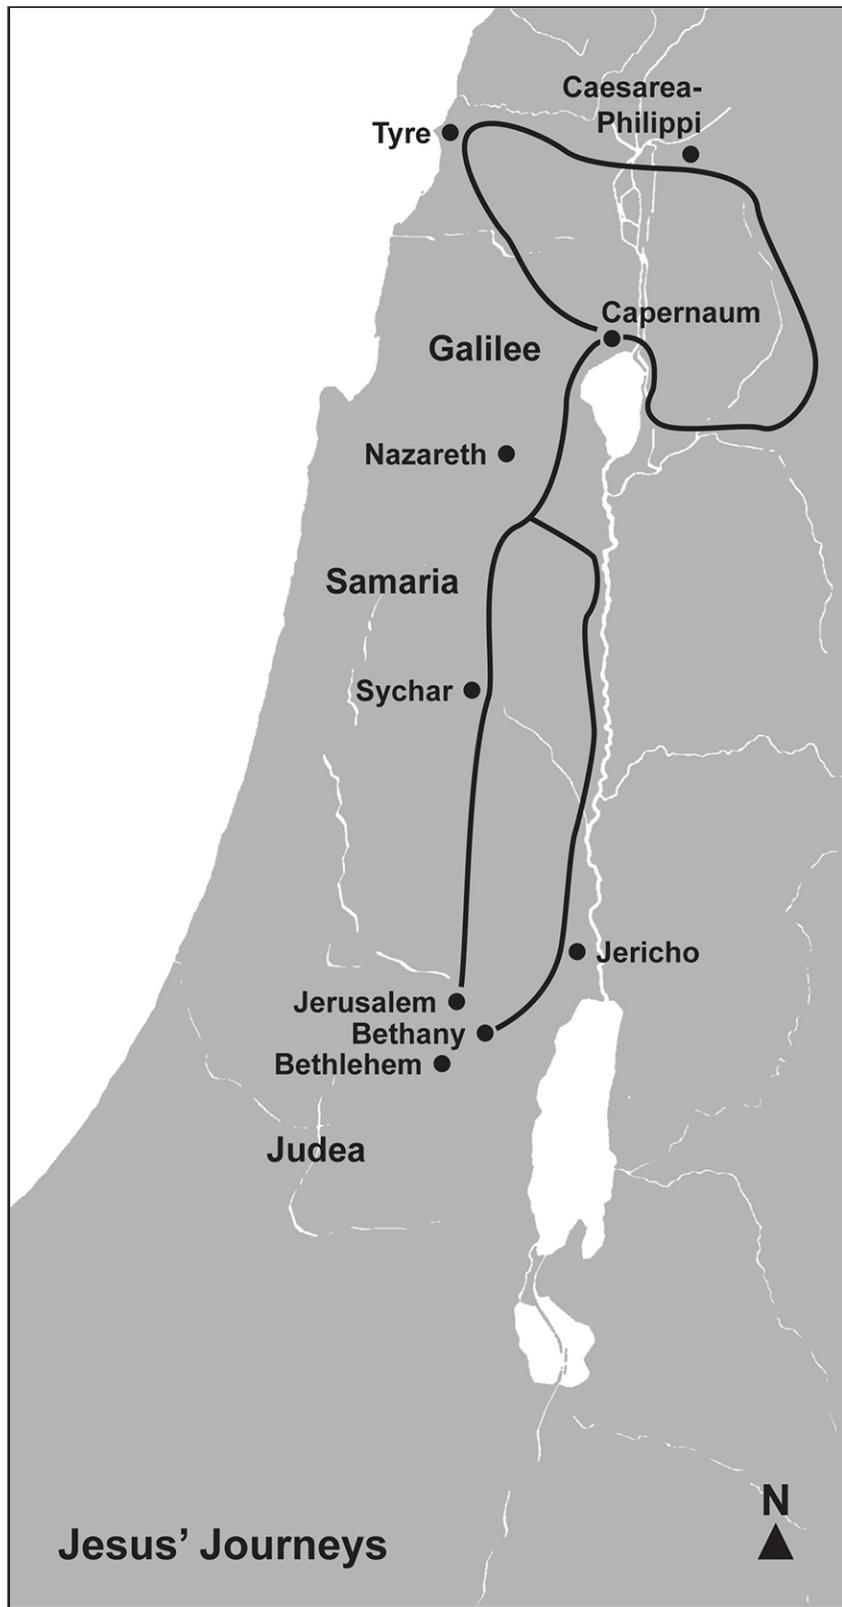 Caesarea-
Philippi
Tyre
Capernaum
Galilee
Nazareth
Samaria
Sychar
Jericho
Jerusalem
Bethany
Bethlehem
Judea
N
Jesus’ Journeys